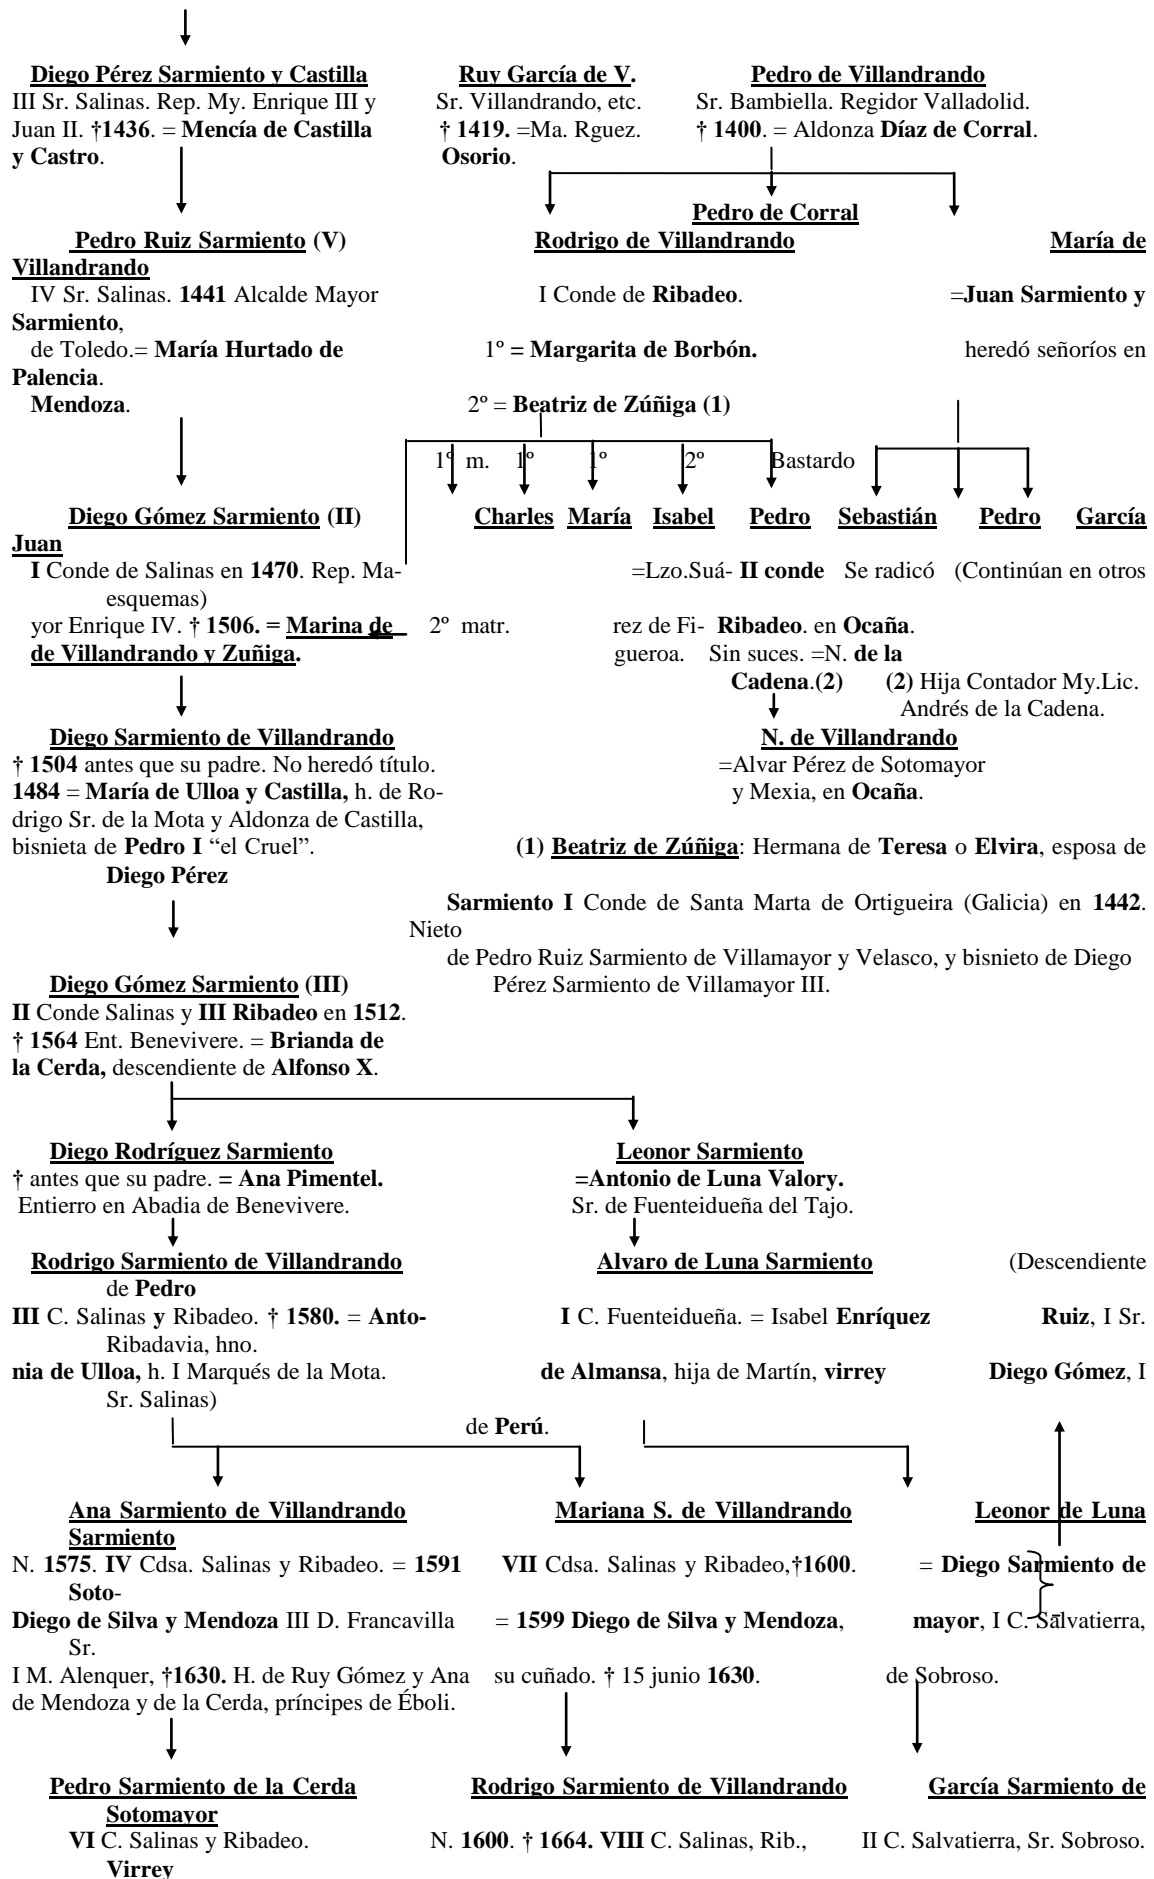 Diego Pérez Sarmiento y Castilla Ruy García de V. Pedro de Villandrando
III Sr. Salinas. Rep. My. Enrique III y Sr. Villandrando, etc. Sr. Bambiella. Regidor Valladolid.
Juan II. †1436. = Mencía de Castilla † 1419. =Ma. Rguez. † 1400. = Aldonza Díaz de Corral.
y Castro. Osorio.
Pedro de Corral
Pedro Ruiz Sarmiento (V) Rodrigo de Villandrando María de
Villandrando
IV Sr. Salinas. 1441 Alcalde Mayor I Conde de Ribadeo. =Juan Sarmiento y
Sarmiento,
de Toledo.= María Hurtado de 1º = Margarita de Borbón. heredó señoríos en
Palencia.
Mendoza. 2º = Beatriz de Zúñiga (1)
1º m. 1º 1º 2º Bastardo
Diego Gómez Sarmiento (II) Charles María Isabel Pedro Sebastián Pedro García
Juan
I Conde de Salinas en 1470. Rep. Ma- =Lzo.Suá- II conde Se radicó (Continúan en otros
esquemas)
yor Enrique IV. † 1506. = Marina de 2º matr. rez de Fi- Ribadeo. en Ocaña.
de Villandrando y Zuñiga. gueroa. Sin suces. =N. de la
Cadena.(2) (2) Hija Contador My.Lic.
Andrés de la Cadena.
Diego Sarmiento de Villandrando N. de Villandrando
† 1504 antes que su padre. No heredó título. =Alvar Pérez de Sotomayor
1484 = María de Ulloa y Castilla, h. de Ro- y Mexia, en Ocaña.
drigo Sr. de la Mota y Aldonza de Castilla,
bisnieta de Pedro I “el Cruel”. (1) Beatriz de Zúñiga: Hermana de Teresa o Elvira, esposa de
Diego Pérez
Sarmiento I Conde de Santa Marta de Ortigueira (Galicia) en 1442.
Nieto
de Pedro Ruiz Sarmiento de Villamayor y Velasco, y bisnieto de Diego
Diego Gómez Sarmiento (III) Pérez Sarmiento de Villamayor III.
II Conde Salinas y III Ribadeo en 1512.
† 1564 Ent. Benevivere. = Brianda de
la Cerda, descendiente de Alfonso X.
Diego Rodríguez Sarmiento Leonor Sarmiento
† antes que su padre. = Ana Pimentel. =Antonio de Luna Valory.
Entierro en Abadia de Benevivere. Sr. de Fuenteidueña del Tajo.
Rodrigo Sarmiento de Villandrando Alvaro de Luna Sarmiento (Descendiente
de Pedro
III C. Salinas y Ribadeo. † 1580. = Anto- I C. Fuenteidueña. = Isabel Enríquez Ruiz, I Sr.
Ribadavia, hno.
nia de Ulloa, h. I Marqués de la Mota. de Almansa, hija de Martín, virrey Diego Gómez, I
Sr. Salinas)
de Perú.
Ana Sarmiento de Villandrando Mariana S. de Villandrando Leonor de Luna
Sarmiento
N. 1575. IV Cdsa. Salinas y Ribadeo. = 1591 VII Cdsa. Salinas y Ribadeo,†1600. = Diego Sarmiento de
Soto-
Diego de Silva y Mendoza III D. Francavilla = 1599 Diego de Silva y Mendoza, mayor, I C. Salvatierra,
Sr.
I M. Alenquer, †1630. H. de Ruy Gómez y Ana su cuñado. † 15 junio 1630. de Sobroso.
de Mendoza y de la Cerda, príncipes de Éboli.
Pedro Sarmiento de la Cerda Rodrigo Sarmiento de Villandrando García Sarmiento de
Sotomayor
VI C. Salinas y Ribadeo. N. 1600. † 1664. VIII C. Salinas, Rib., II C. Salvatierra, Sr. Sobroso.
Virrey